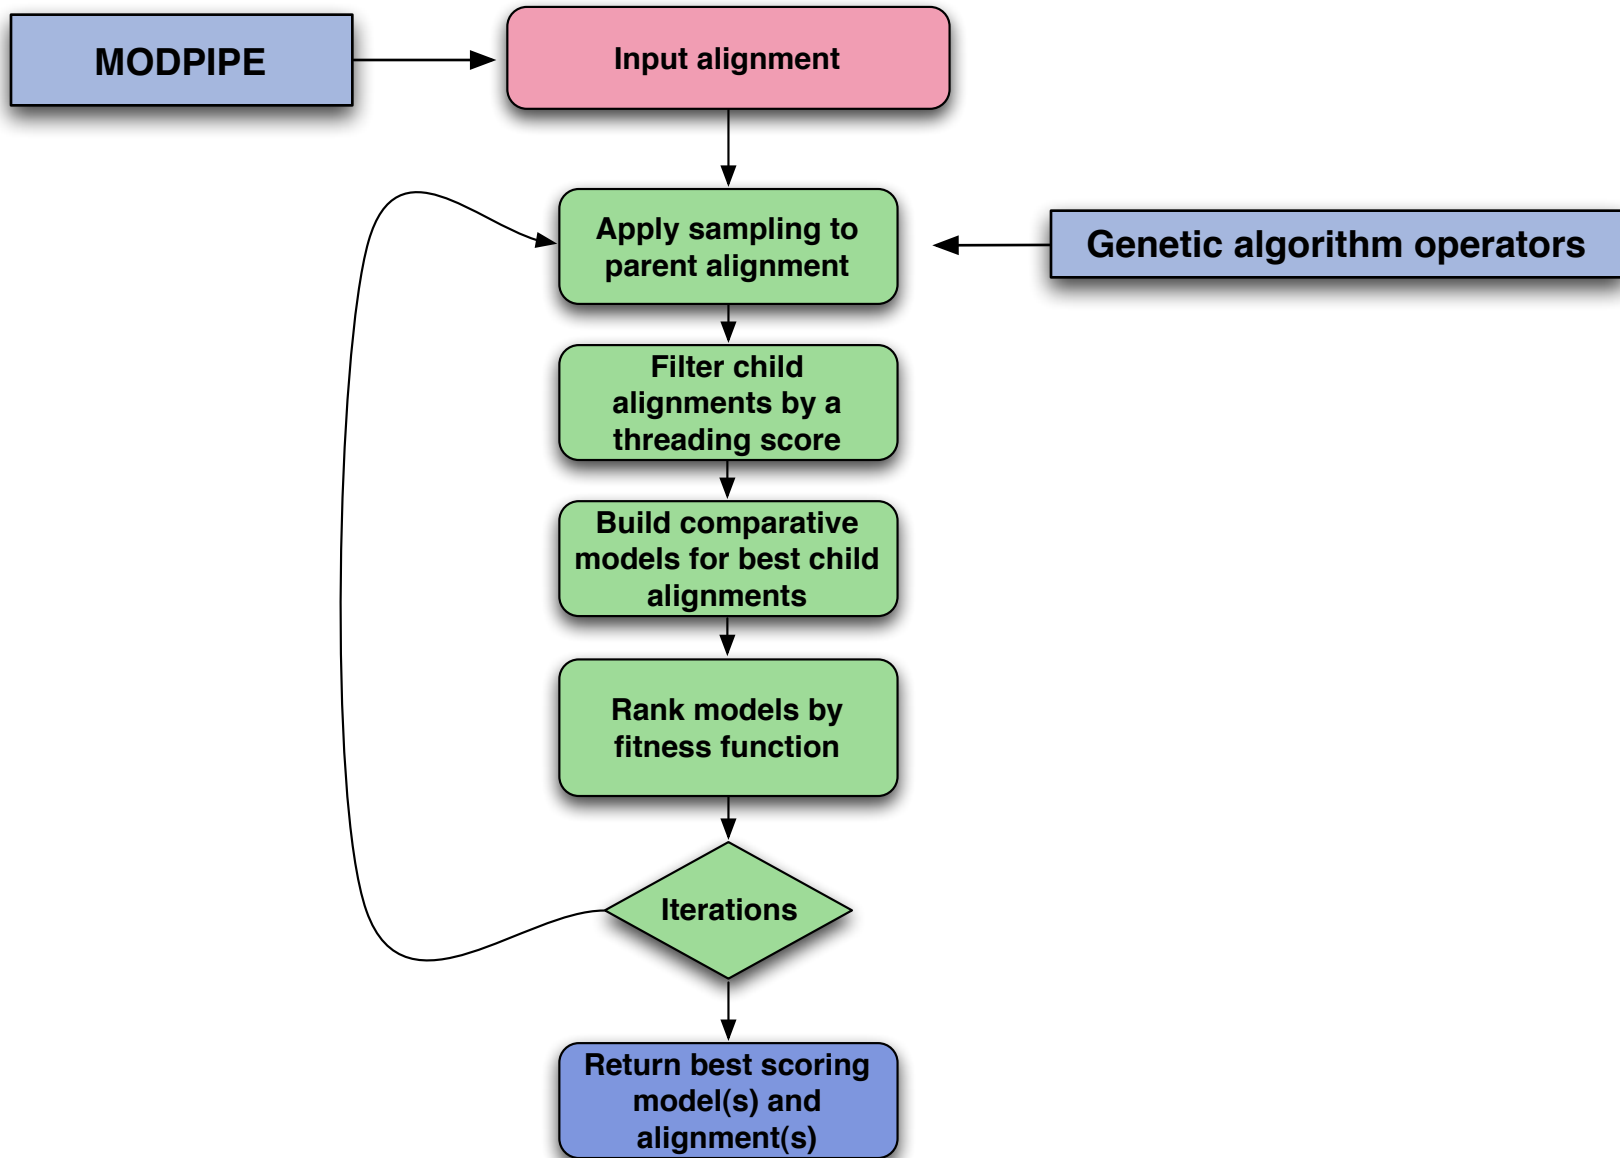 MODPIPE
Input alignment
Apply sampling to
parent alignment
Genetic algorithm operators
Filter child
alignments by a
threading score
Build comparative
models for best child
alignments
Rank models by
fitness function
Iterations
Return best scoring
model(s) and
alignment(s)